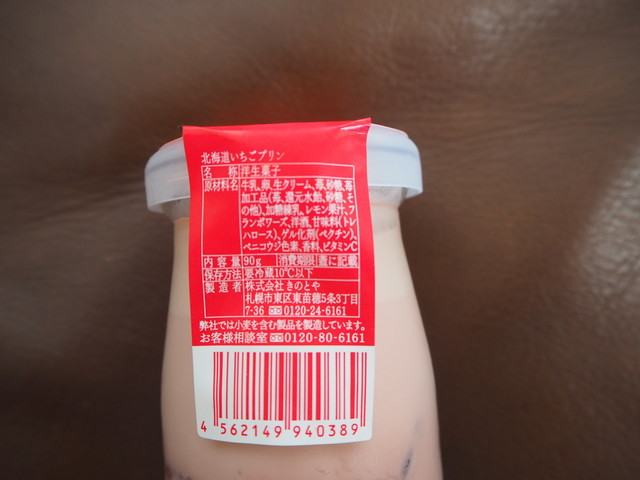 北海道いちごプリン
名 称 洋生菓子
原材料名 牛乳、卵、生クリーム、苺、砂糖、苺
加工品(苺、還元水飴、砂糖、そ
の他)、加糖練乳、レモン果汁、フ
ランボワーズ、洋酒、甘味料(トレ
ハロース)、ゲル化剤(ペクチン)、
ベニコウジ色素、香料、ビタミンC
内容量 90g 消費期限 蓋に記載
保存方法 要冷蔵10℃以下
製造者 株式会社きのとや
札幌市東区東苗穂5条3丁目
7-36 0120-24-6161
弊社では小麦を含む製品を製造しています。
お客様相談室 0120-80-6161
4 562149 940389